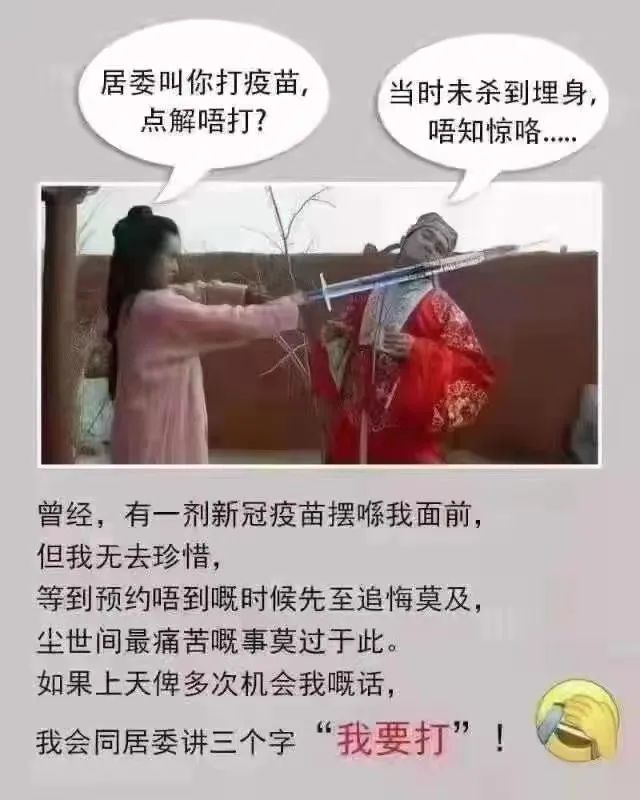 居委叫你打疫苗,
点解唔打?
当时未杀到埋身,
唔知惊咯.....
曾经，有一剂新冠疫苗摆喺我面前，
但我无去珍惜，
等到预约唔到嘅时候先至追悔莫及，
尘世间最痛苦嘅事莫过于此。
如果上天俾多次机会我嘅话，
我会同居委讲三个字“我要打”！